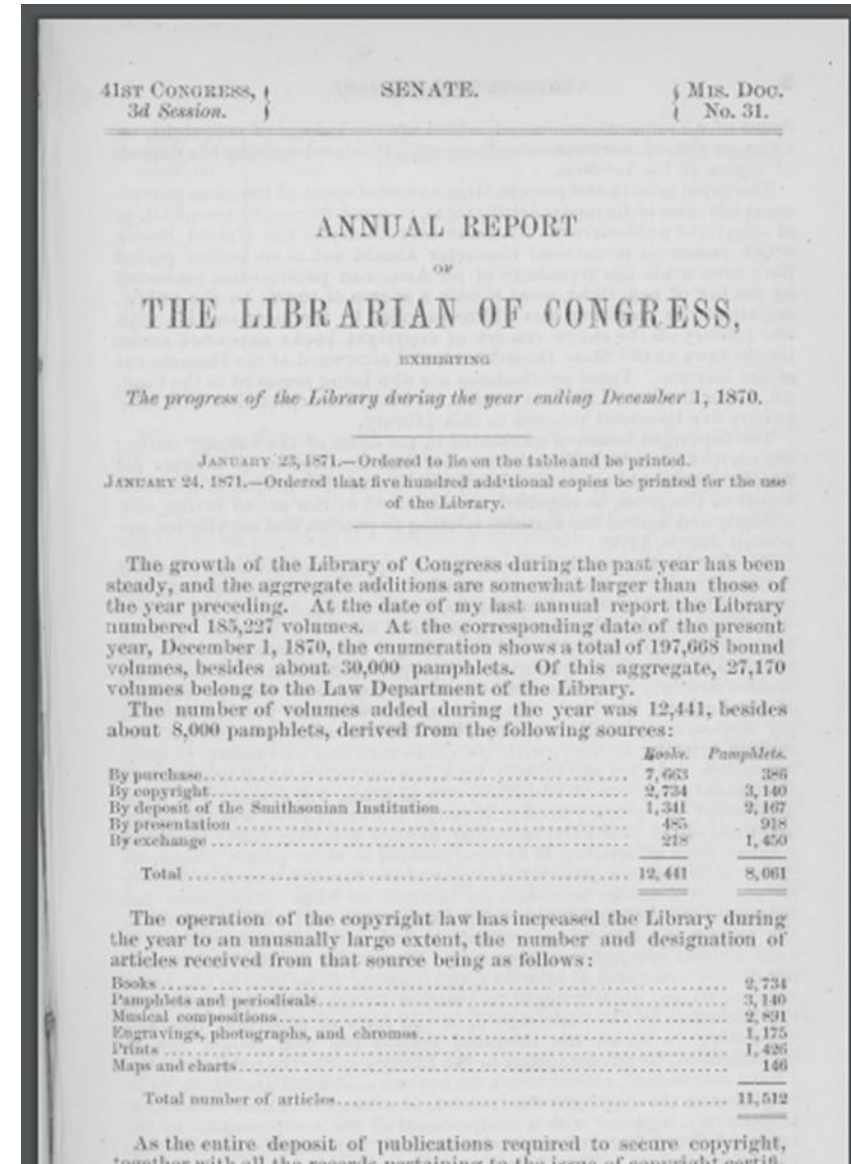 41ST CONGRESS,
3d Session.
SENATE.
MIS. DOC.
No. 31.
ANNUAL REPORT
OF
THE LIBRARIAN OF CONGRESS,
EXHIBITING
The progress of the Library during the year ending December 1, 1870.
JANUARY 23, 1871.—Ordered to lie on the table and be printed.
JANUARY 24, 1871.—Ordered that five hundred additional copies be printed for the use
of the Library.
The growth of the Library of Congress during the past year has been
steady, and the aggregate additions are somewhat larger than those of
the year preceding. At the date of my last annual report the Library
numbered 185,227 volumes. At the corresponding date of the present
year, December 1, 1870, the enumeration shows a total of 197,668 bound
volumes, besides about 30,000 pamphlets. Of this aggregate, 27,170
volumes belong to the Law Department of the Library.
The number of volumes added during the year was 12,441, besides
about 8,000 pamphlets, derived from the following sources:
Books. Pamphlets.
By purchase 7,663 386
By copyright 2,734 3,140
By deposit of the Smithsonian Institution 1,341 2,167
By presentation 485 918
By exchange 218 1,450
Total 12,441 8,061
The operation of the copyright law has increased the Library during
the year to an unusually large extent, the number and designation of
articles received from that source being as follows:
Books 2,734
Pamphlets and periodicals 3,140
Musical compositions 2,891
Engravings, photographs, and chromos 1,175
Prints 1,426
Maps and charts 146
Total number of articles 11,512
As the entire deposit of publications required to secure copyright,
together with all the records pertaining to the issue of copyright certifi-